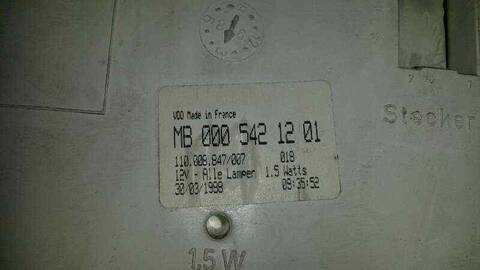 Stecker
VDO Made in France
MB 000 542 12 01
110.008.847/007 018
12V - Alle Lampen 1.5 Watts
30/03/1998 09:35:52
1.5W